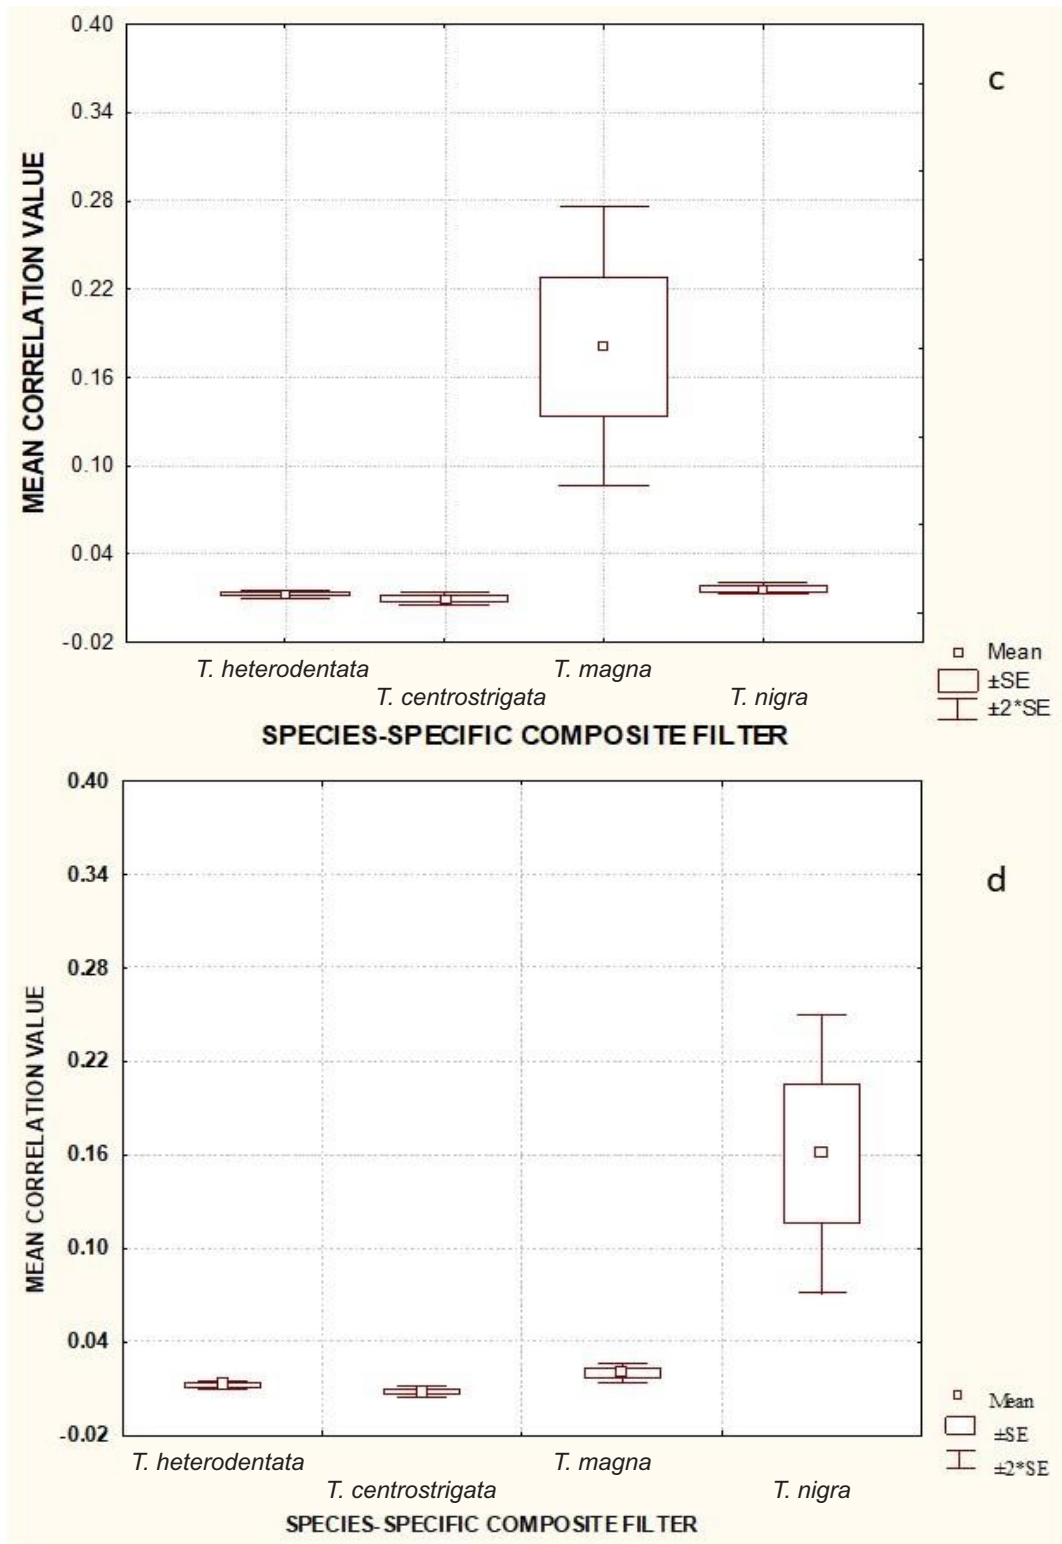 0.40
c
0.34
0.28
0.22
0.16
0.10
0.04
-0.02
MEAN CORRELATION VALUE
T. heterodentata
T. magna
T. centrostrigata
T. nigra
Mean
±SE
±2*SE
SPECIES-SPECIFIC COMPOSITE FILTER
0.40
d
0.34
0.28
0.22
0.16
0.10
0.04
-0.02
MEAN CORRELATION VALUE
Mean
±SE
±2*SE
T. heterodentata
T. magna
T. centrostrigata
T. nigra
SPECIES-SPECIFIC COMPOSITE FILTER